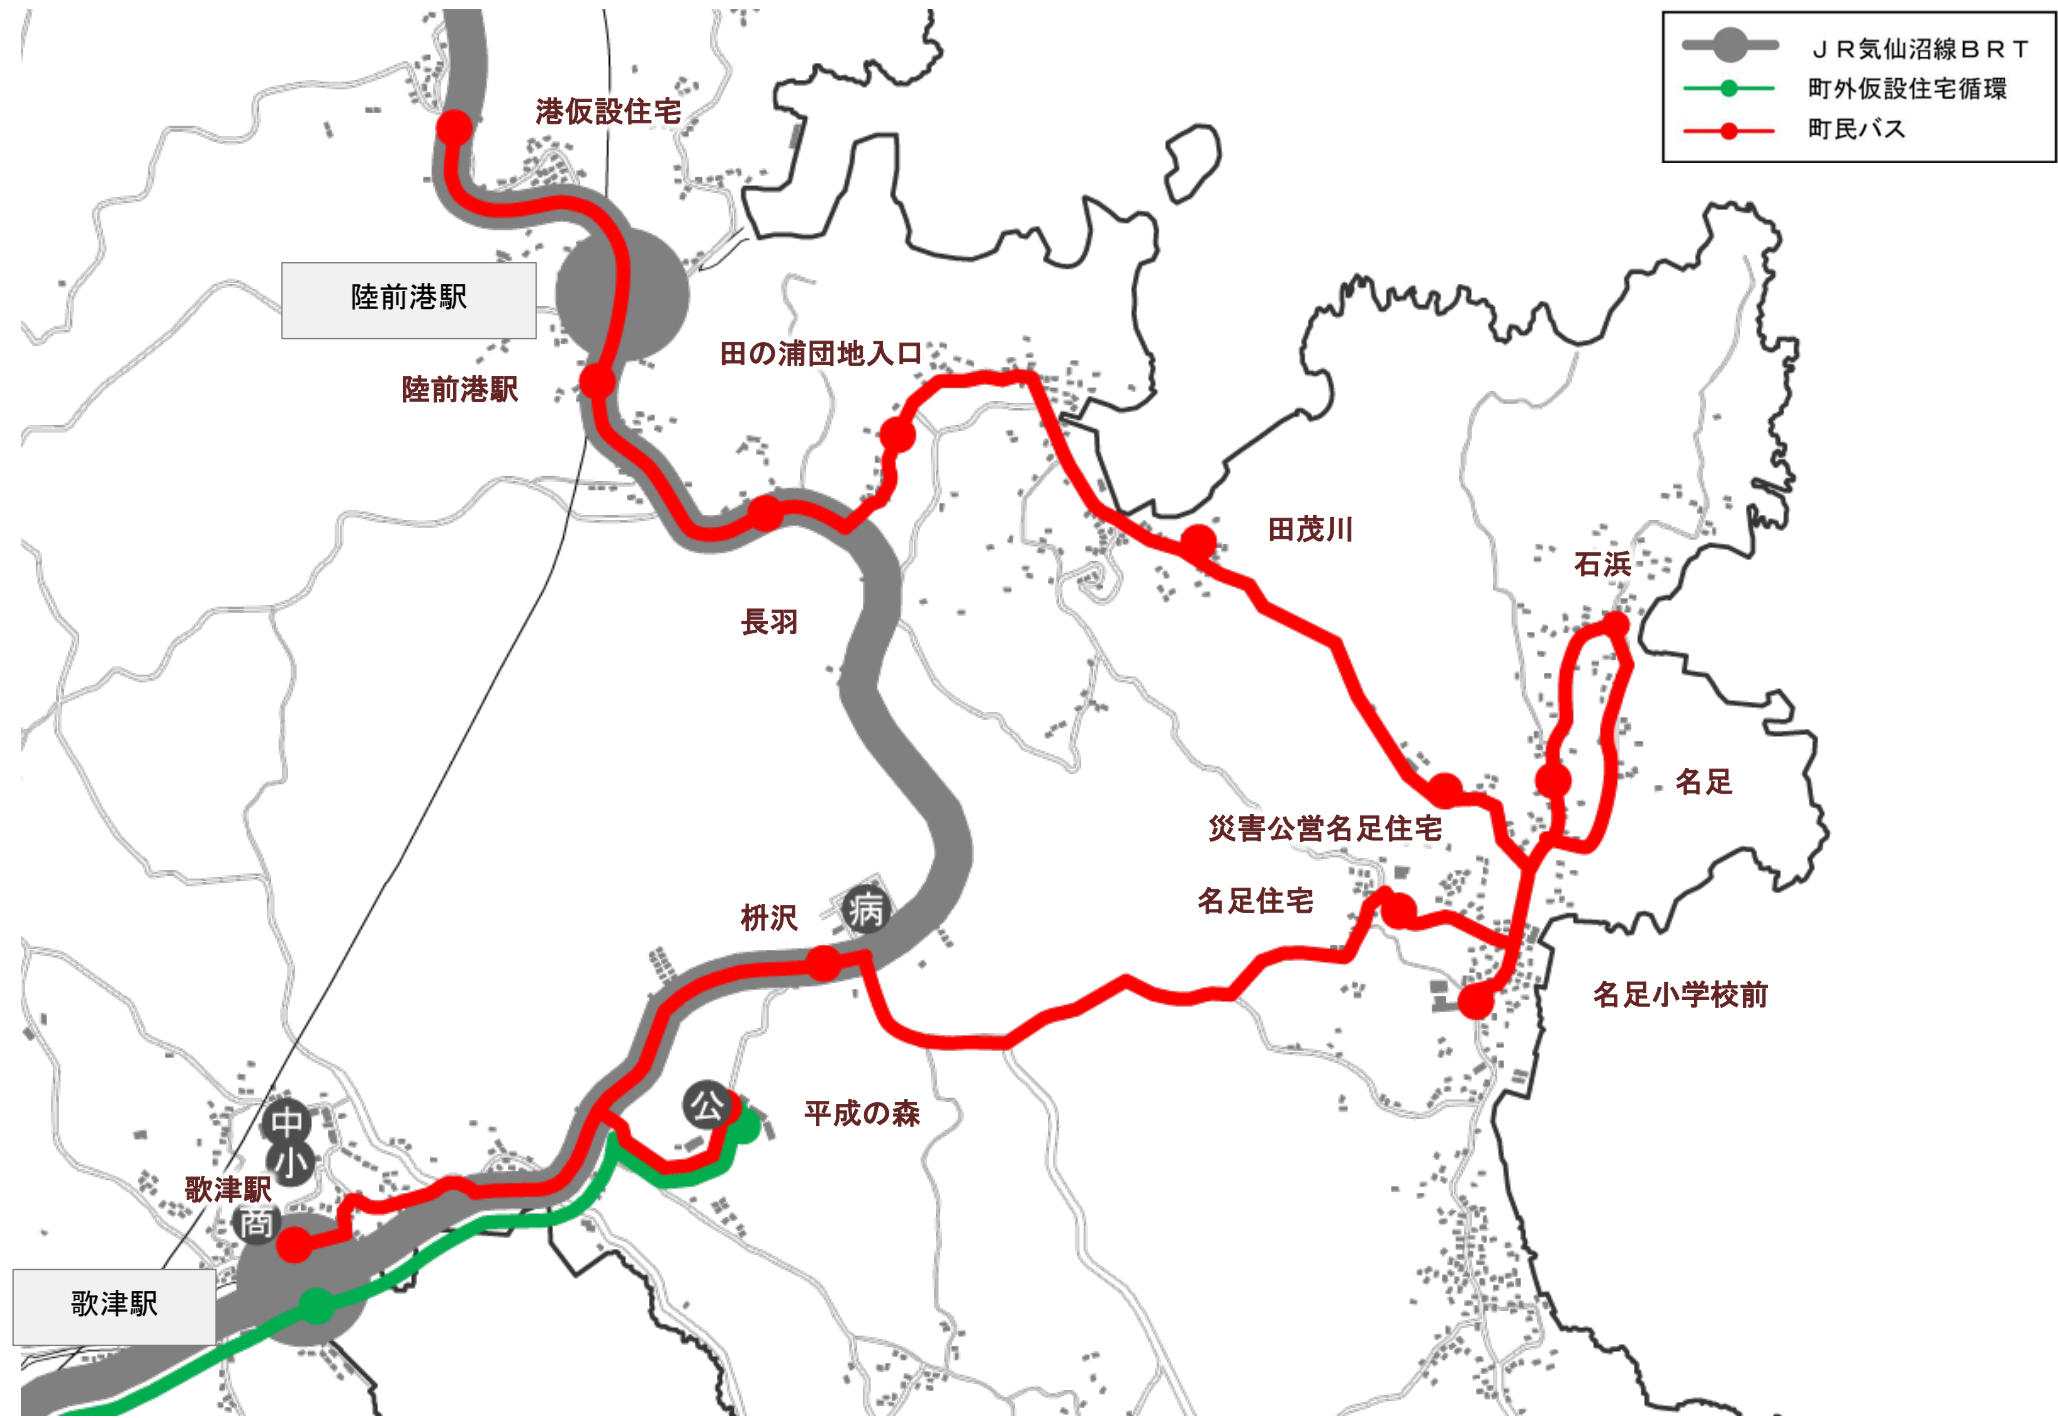 JR気仙沼線BRT
町外仮設住宅循環
町民バス
港仮設住宅
陸前港駅
田の浦団地入口
陸前港駅
田茂川
石浜
長羽
名足
災害公営名足住宅
名足住宅
病
枡沢
名足小学校前
公
平成の森
中
小
歌津駅
商
歌津駅